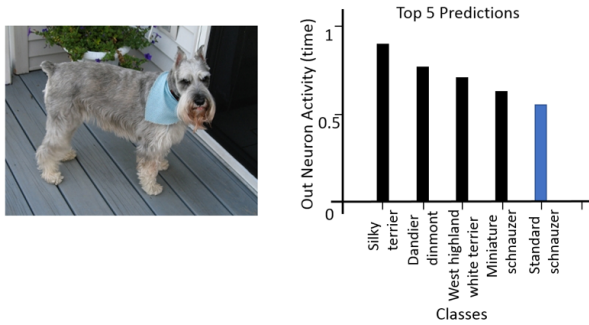 Top 5 Predictions
Out Neuron Activity (time)
1
0.5
0
Silky
terrier
Dandier
dinmont
West highland
white terrier
Miniature
schnauzer
Standard
schnauzer
Classes